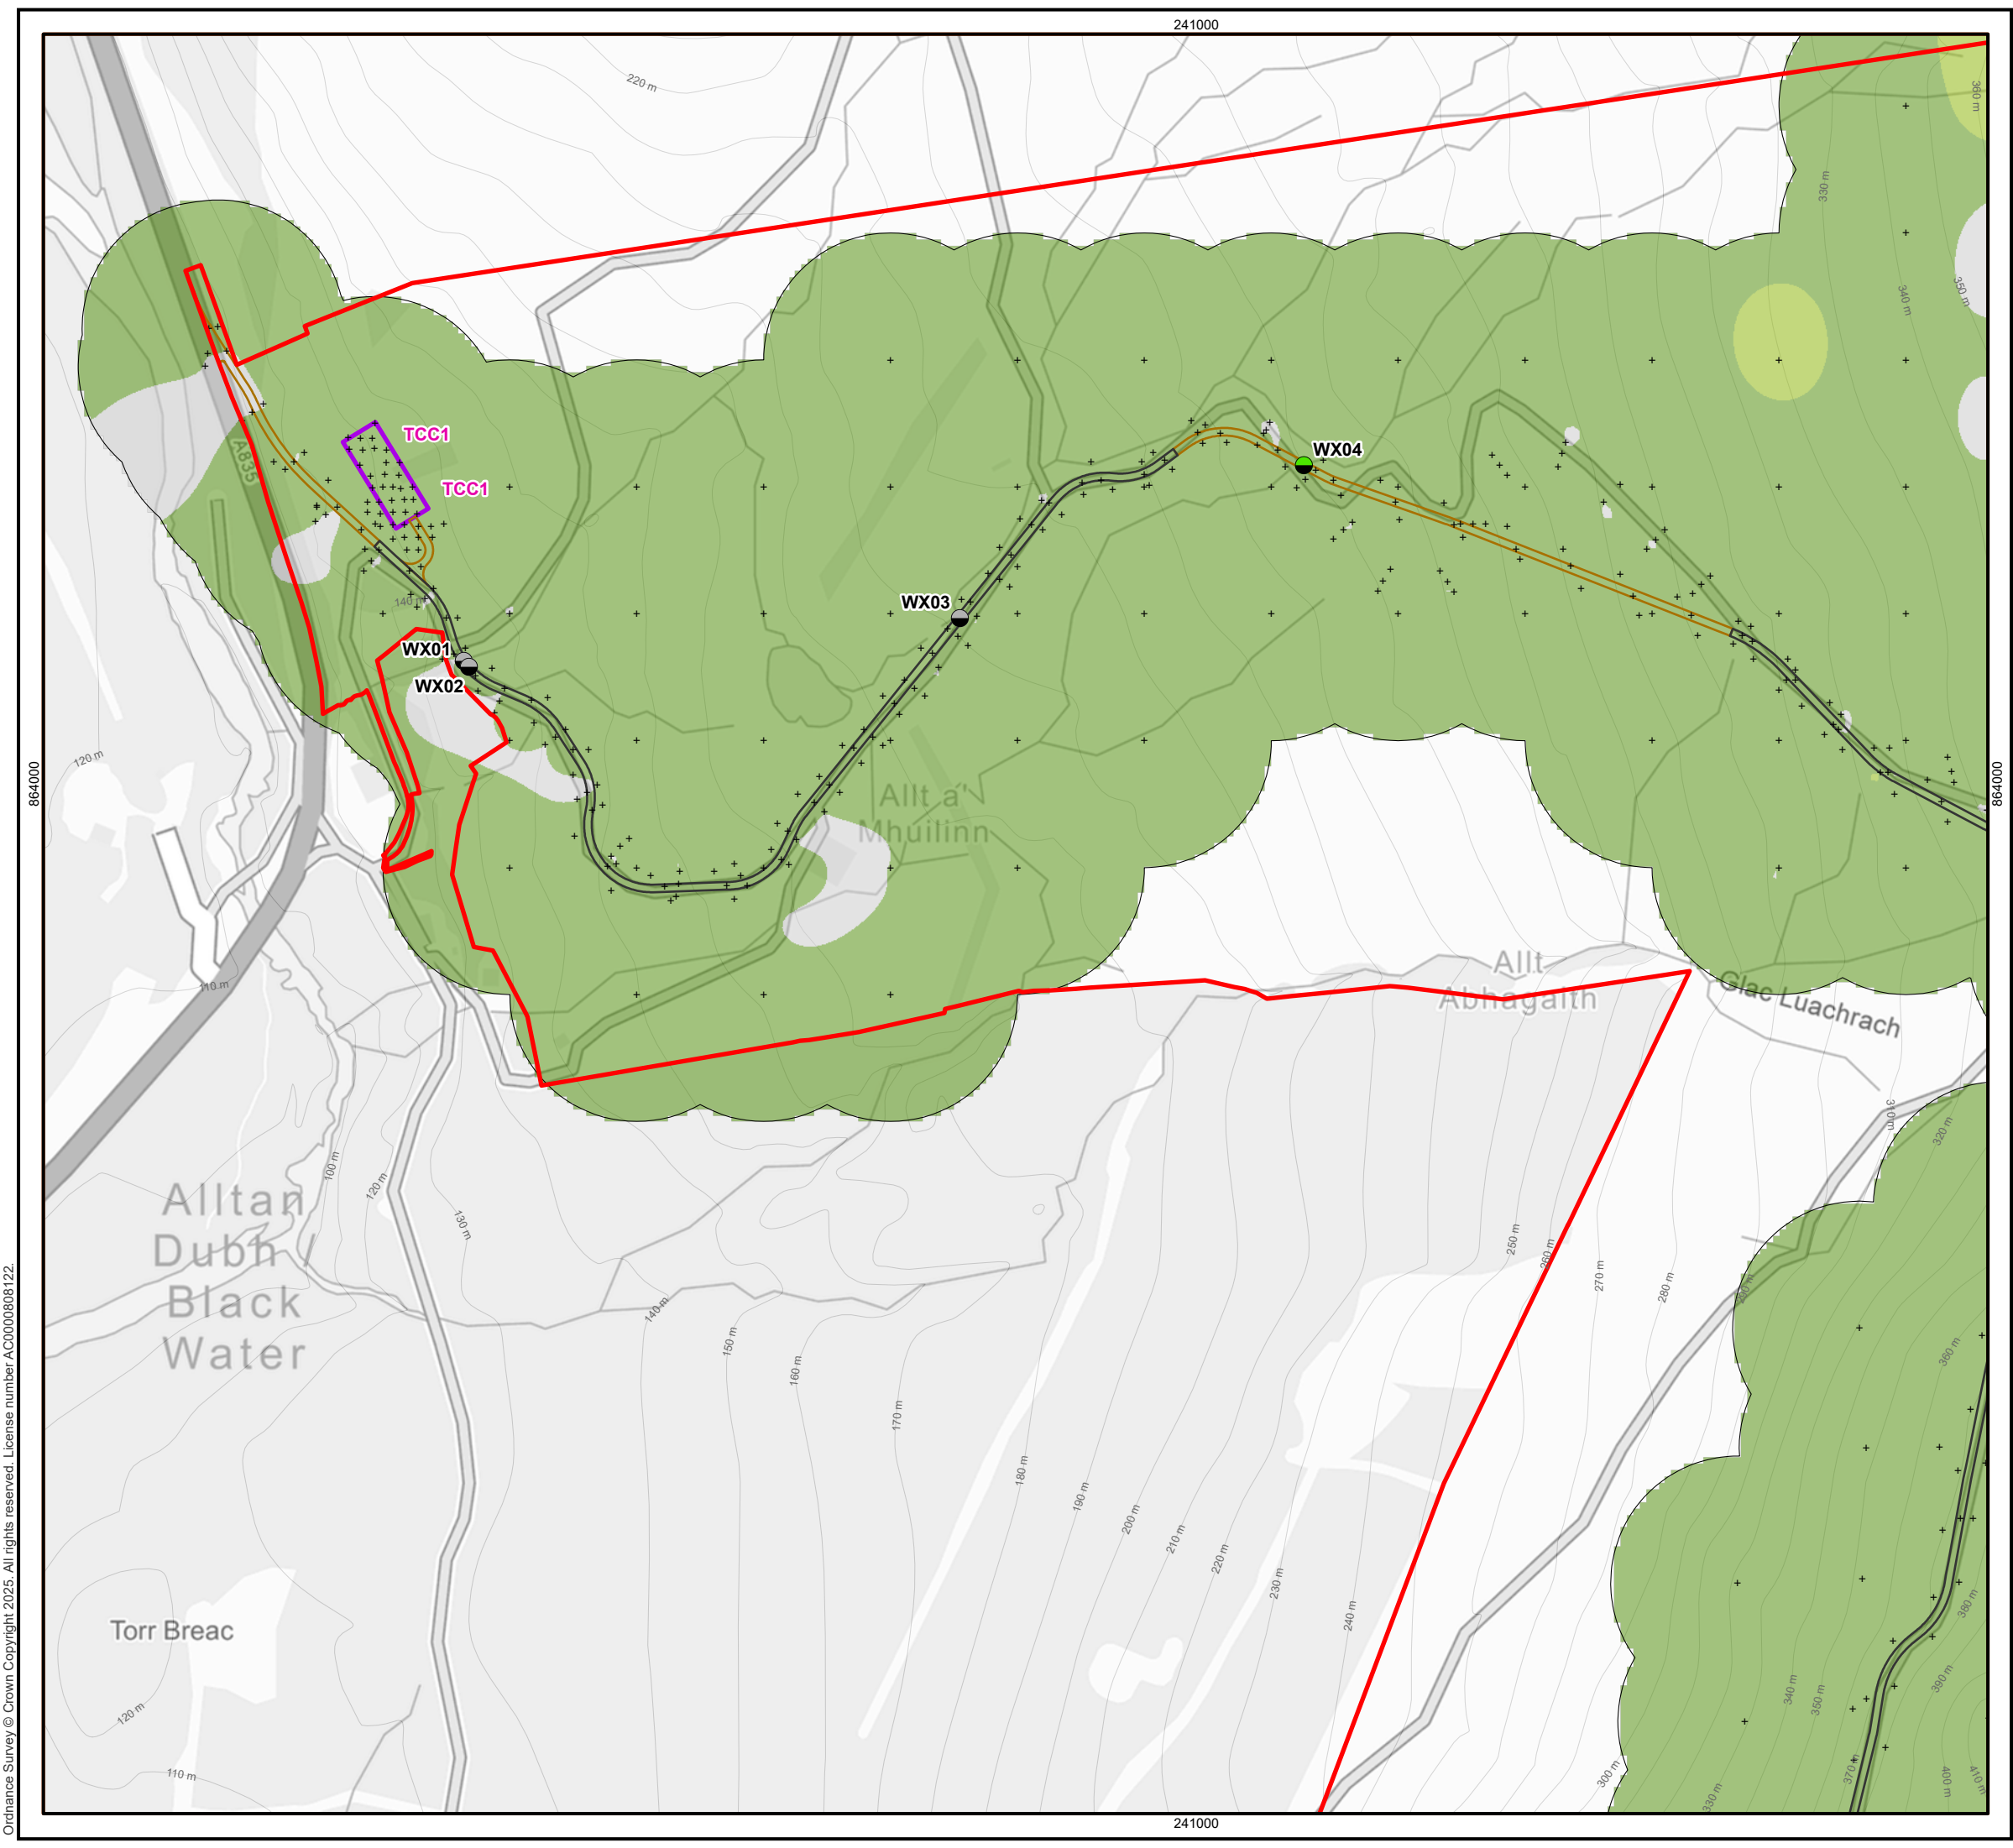 241000
220 m
360 m
330 m
340 m
350 m
A835
TCC1
TCC1
WX04
140 m
WX03
WX01
WX02
120 m
864000
864000
Allt a'
Mhuilinn
Allt
Abhagaith
Glac Luachrach
110 m
310 m
320 m
100 m
120 m
130 m
Alltan
Dubh /
Black
Water
250 m
260 m
270 m
280 m
290 m
140 m
150 m
160 m
170 m
180 m
190 m
200 m
210 m
220 m
230 m
240 m
360 m
380 m
390 m
340 m
350 m
370 m
400 m
410 m
300 m
330 m
Torr Breac
120 m
110 m
241000
Ordnance Survey © Crown Copyright 2025. All rights reserved. License number AC0000808122.